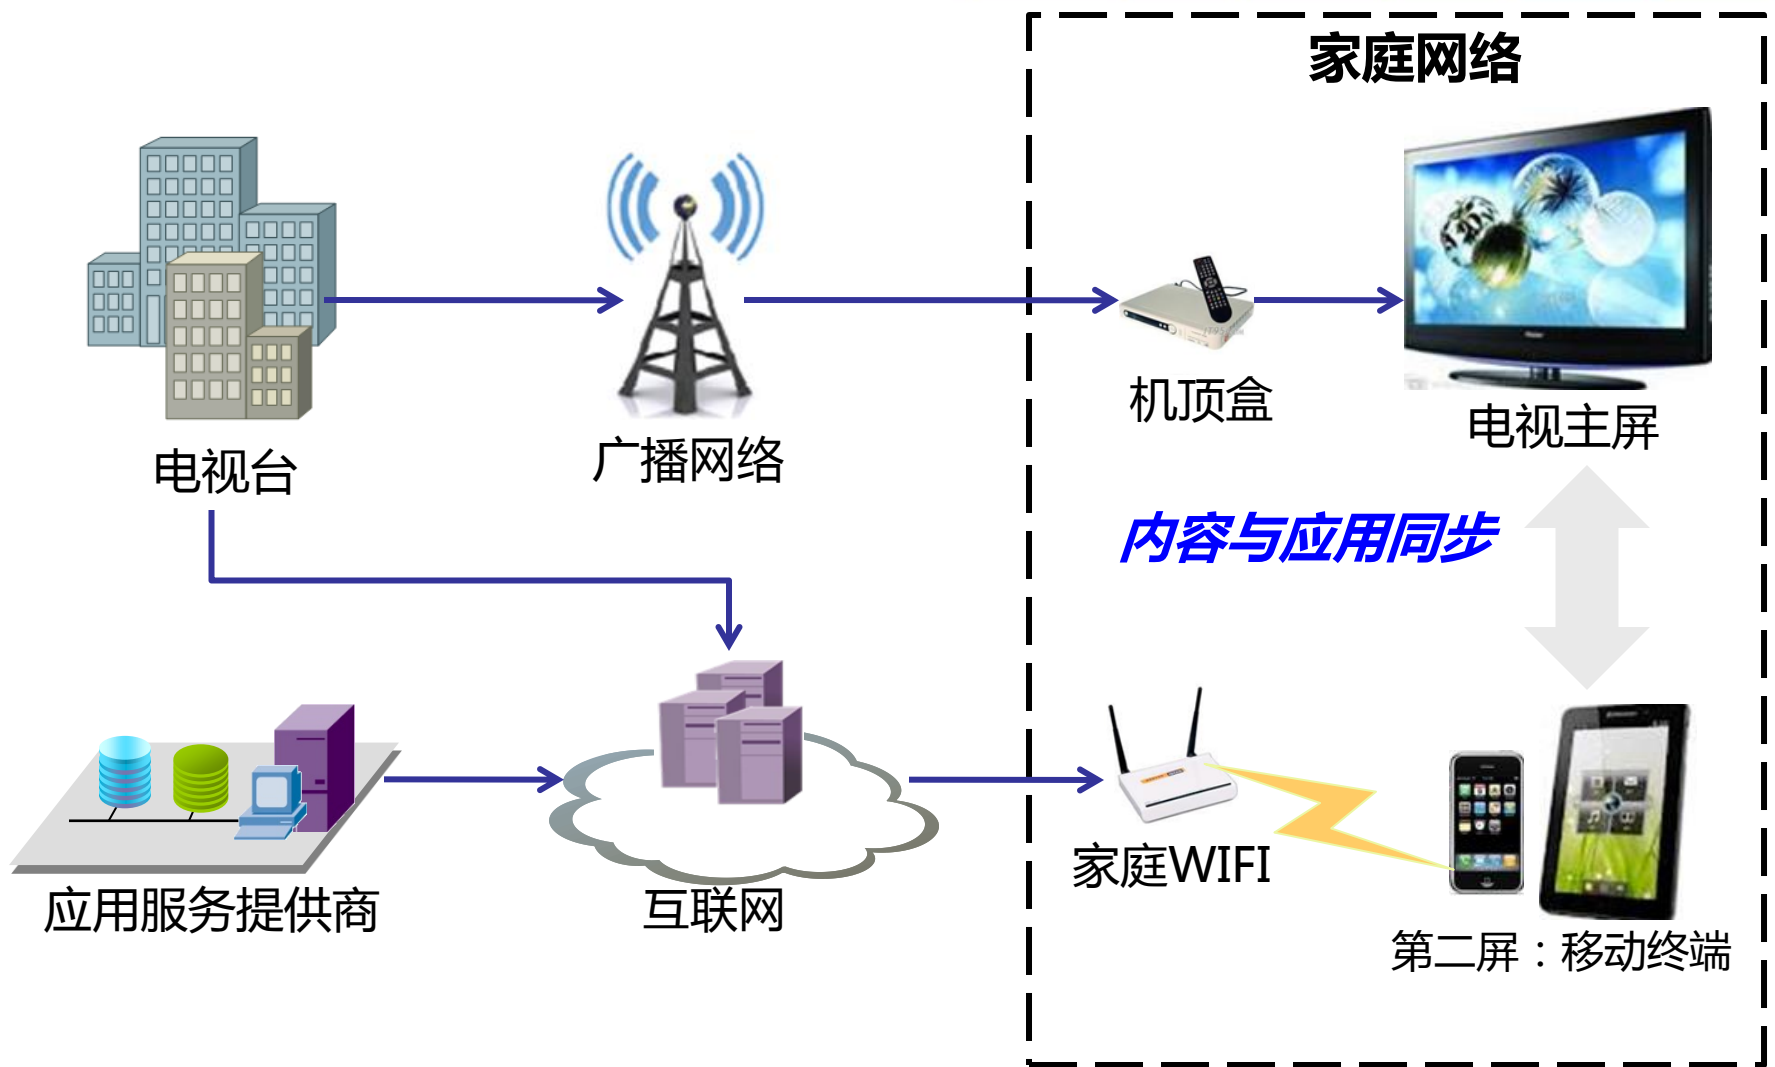 家庭网络
机顶盒
电视主屏
电视台
广播网络
内容与应用同步
家庭WIFI
应用服务提供商
互联网
第二屏：移动终端